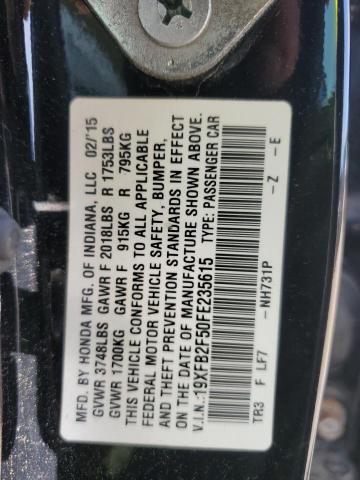 MFD. BY HONDA MFG. OF INDIANA, LLC 02/'15
GVWR 3748LBS GAWR F 2018LBS R 1753LBS
GVWR 1700KG GAWR F 915KG R 795KG
THIS VEHICLE CONFORMS TO ALL APPLICABLE
FEDERAL MOTOR VEHICLE SAFETY, BUMPER,
AND THEFT PREVENTION STANDARDS IN EFFECT
ON THE DATE OF MANUFACTURE SHOWN ABOVE.
V.I.N.:19XFB2F50FE235615 TYPE: PASSENGER CAR
TR3 F LF7 - NH731P - Z - E